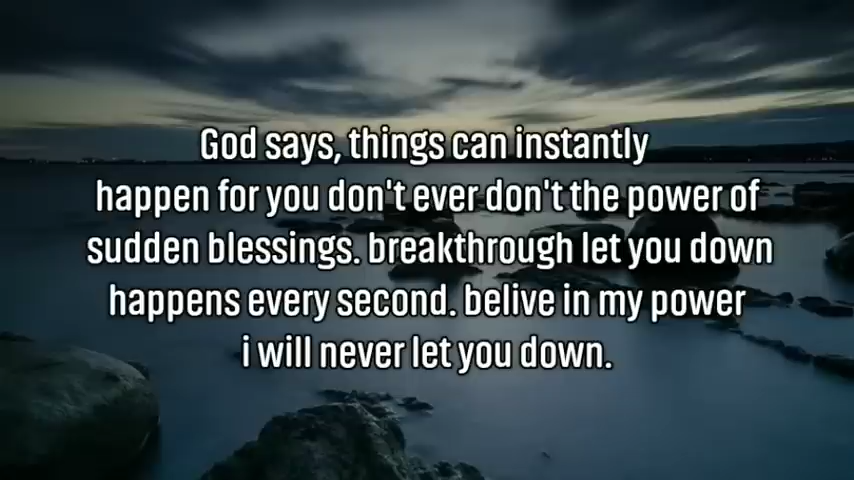 God says, things can instantly
happen for you don't ever don't the power of
sudden blessings. breakthrough let you down
happens every second. belive in my power
i will never let you down.